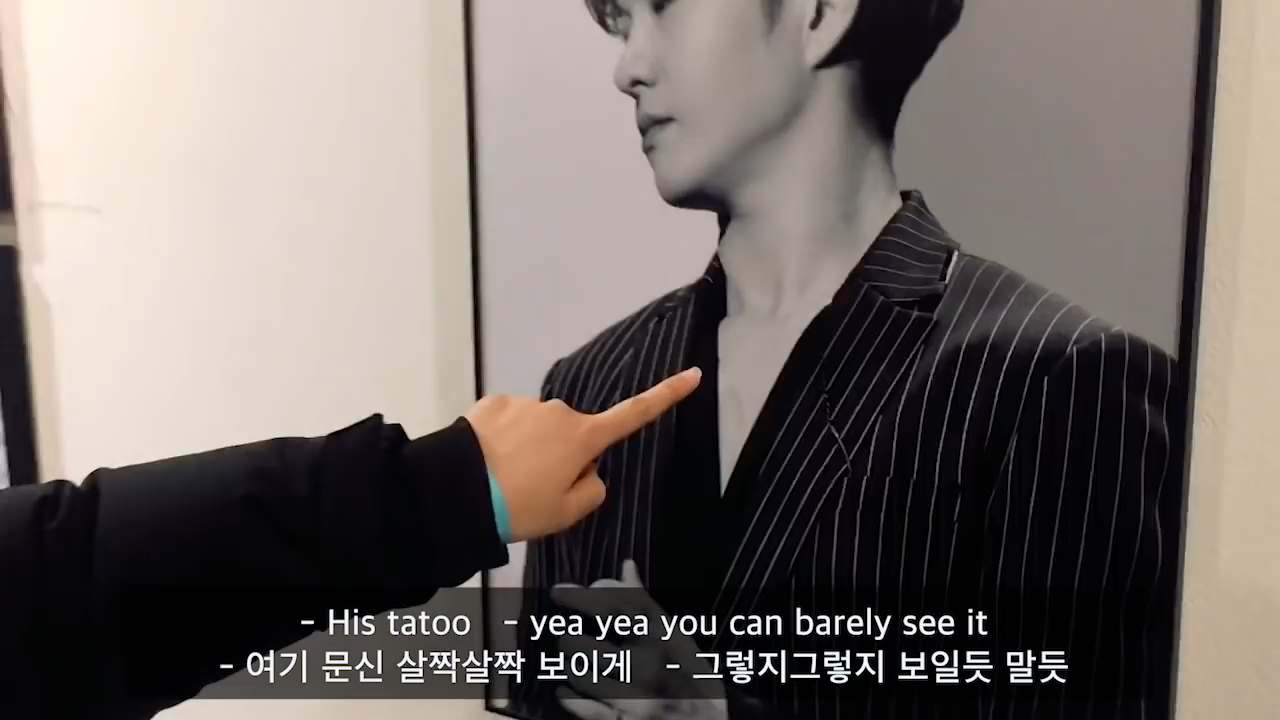 - His tatoo - yea yea you can barely see it
- 여기 문신 살짝살짝 보이게 - 그렇지그렇지 보일듯 말듯